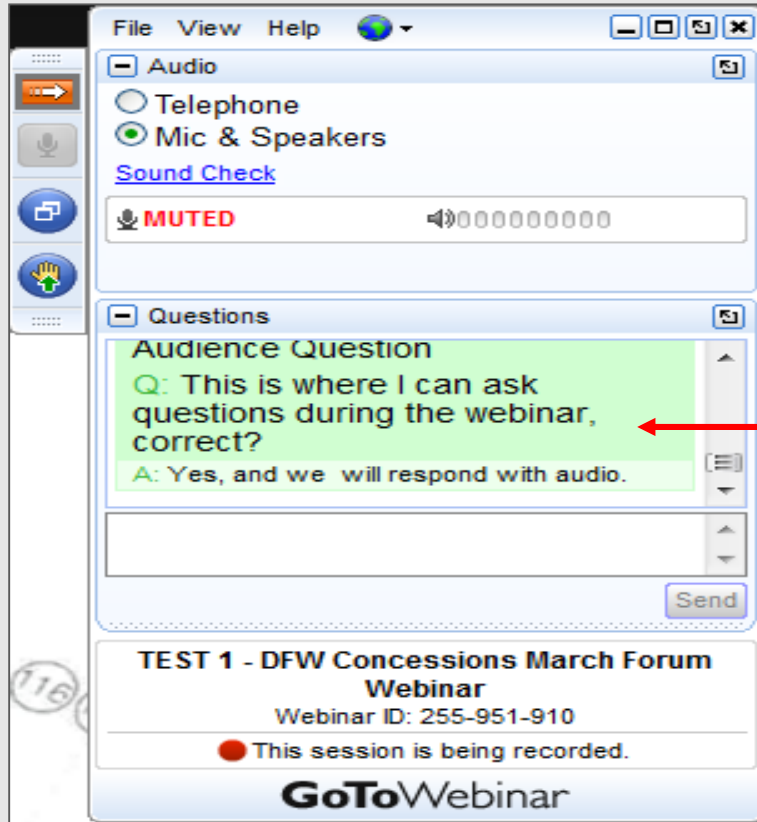 File View Help
Audio
Telephone
Mic & Speakers
Sound Check
MUTED 000000000
Questions
Audience Question
Q: This is where I can ask
questions during the webinar,
correct?
A: Yes, and we will respond with audio.
Send
TEST 1 - DFW Concessions March Forum
Webinar
Webinar ID: 255-951-910
This session is being recorded.
GoToWebinar
116